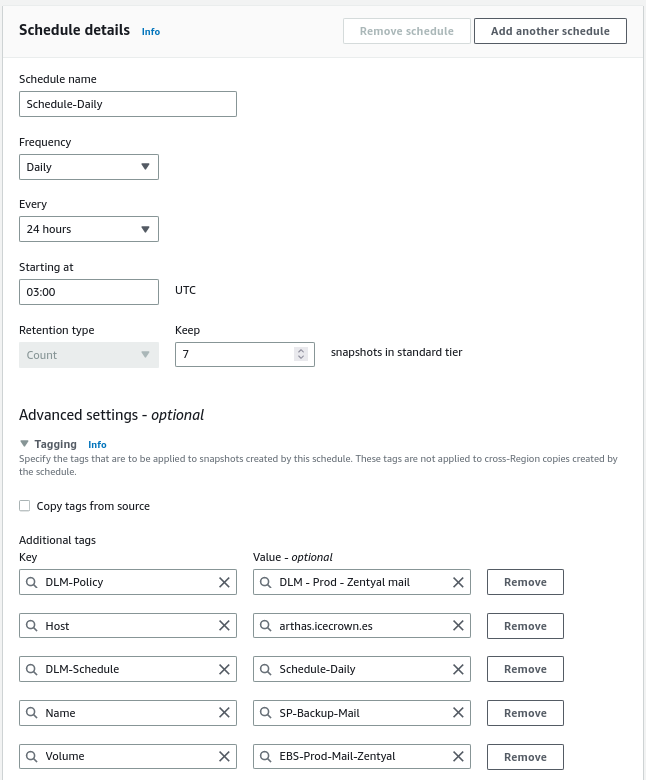 Schedule details Info Remove schedule Add another schedule
Schedule name
Schedule-Daily
Frequency
Daily
Every
24 hours
Starting at
03:00 UTC
Retention type Keep
Count 7 snapshots in standard tier
Advanced settings - optional
Tagging Info
Specify the tags that are to be applied to snapshots created by this schedule. These tags are not applied to cross-Region copies created by
the schedule.
Copy tags from source
Additional tags
Key Value - optional
DLM-Policy DLM - Prod - Zentyal mail Remove
Host arthas.icecrown.es Remove
DLM-Schedule Schedule-Daily Remove
Name SP-Backup-Mail Remove
Volume EBS-Prod-Mail-Zentyal Remove